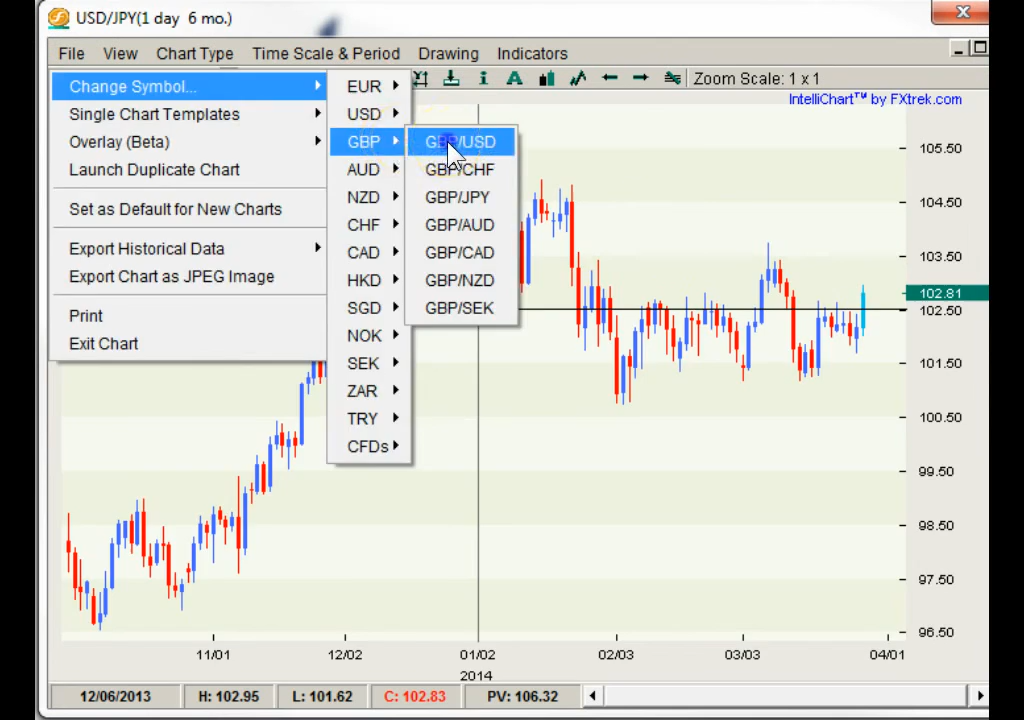 USD/JPY(1 day 6 mo.)
File View Chart Type Time Scale & Period Drawing Indicators
Zoom Scale: 1 x 1
IntelliChart™ by FXtrek.com
Change Symbol...
Single Chart Templates
Overlay (Beta)
Launch Duplicate Chart
Set as Default for New Charts
Export Historical Data
Export Chart as JPEG Image
Print
Exit Chart
EUR
USD
GBP
AUD
NZD
CHF
CAD
HKD
SGD
NOK
SEK
ZAR
TRY
CFDs
GBP/USD
GBP/CHF
GBP/JPY
GBP/AUD
GBP/CAD
GBP/NZD
GBP/SEK
105.50
104.50
103.50
102.81
102.50
101.50
100.50
99.50
98.50
97.50
96.50
11/01 12/02 01/02 02/03 03/03 04/01
2014
12/06/2013 H: 102.95 L: 101.62 C: 102.83 PV: 106.32